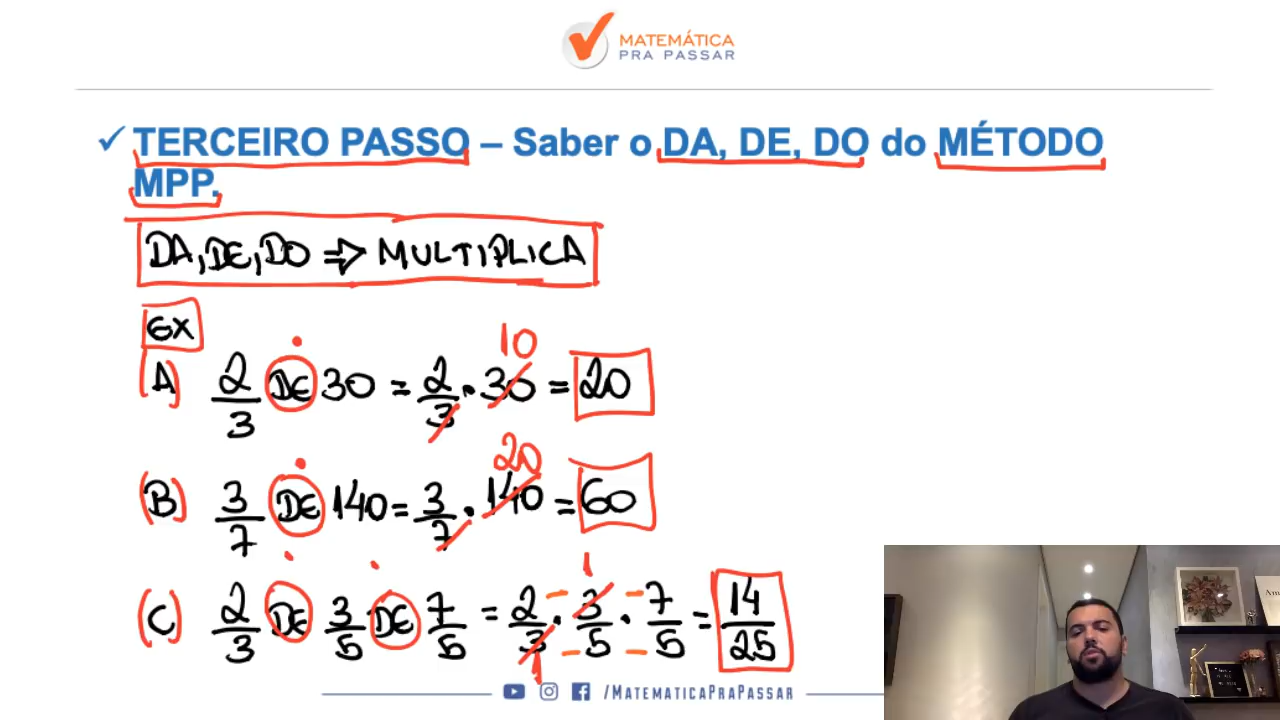 MATEMÁTICA
PRA PASSAR
✓ TERCEIRO PASSO – Saber o DA, DE, DO do MÉTODO
MPP.
DA, DE, DO ⇒ MULTIPLICA
EX
10
A) 2/3 DE 30 = 2/3 · 30 = 20
20
B) 3/7 DE 140 = 3/7 · 140 = 60
1
C) 2/3 DE 3/5 DE 7/5 = 2/3 · 3/5 · 7/5 = 14/25
1
/MATEMATICAPRAPASSAR